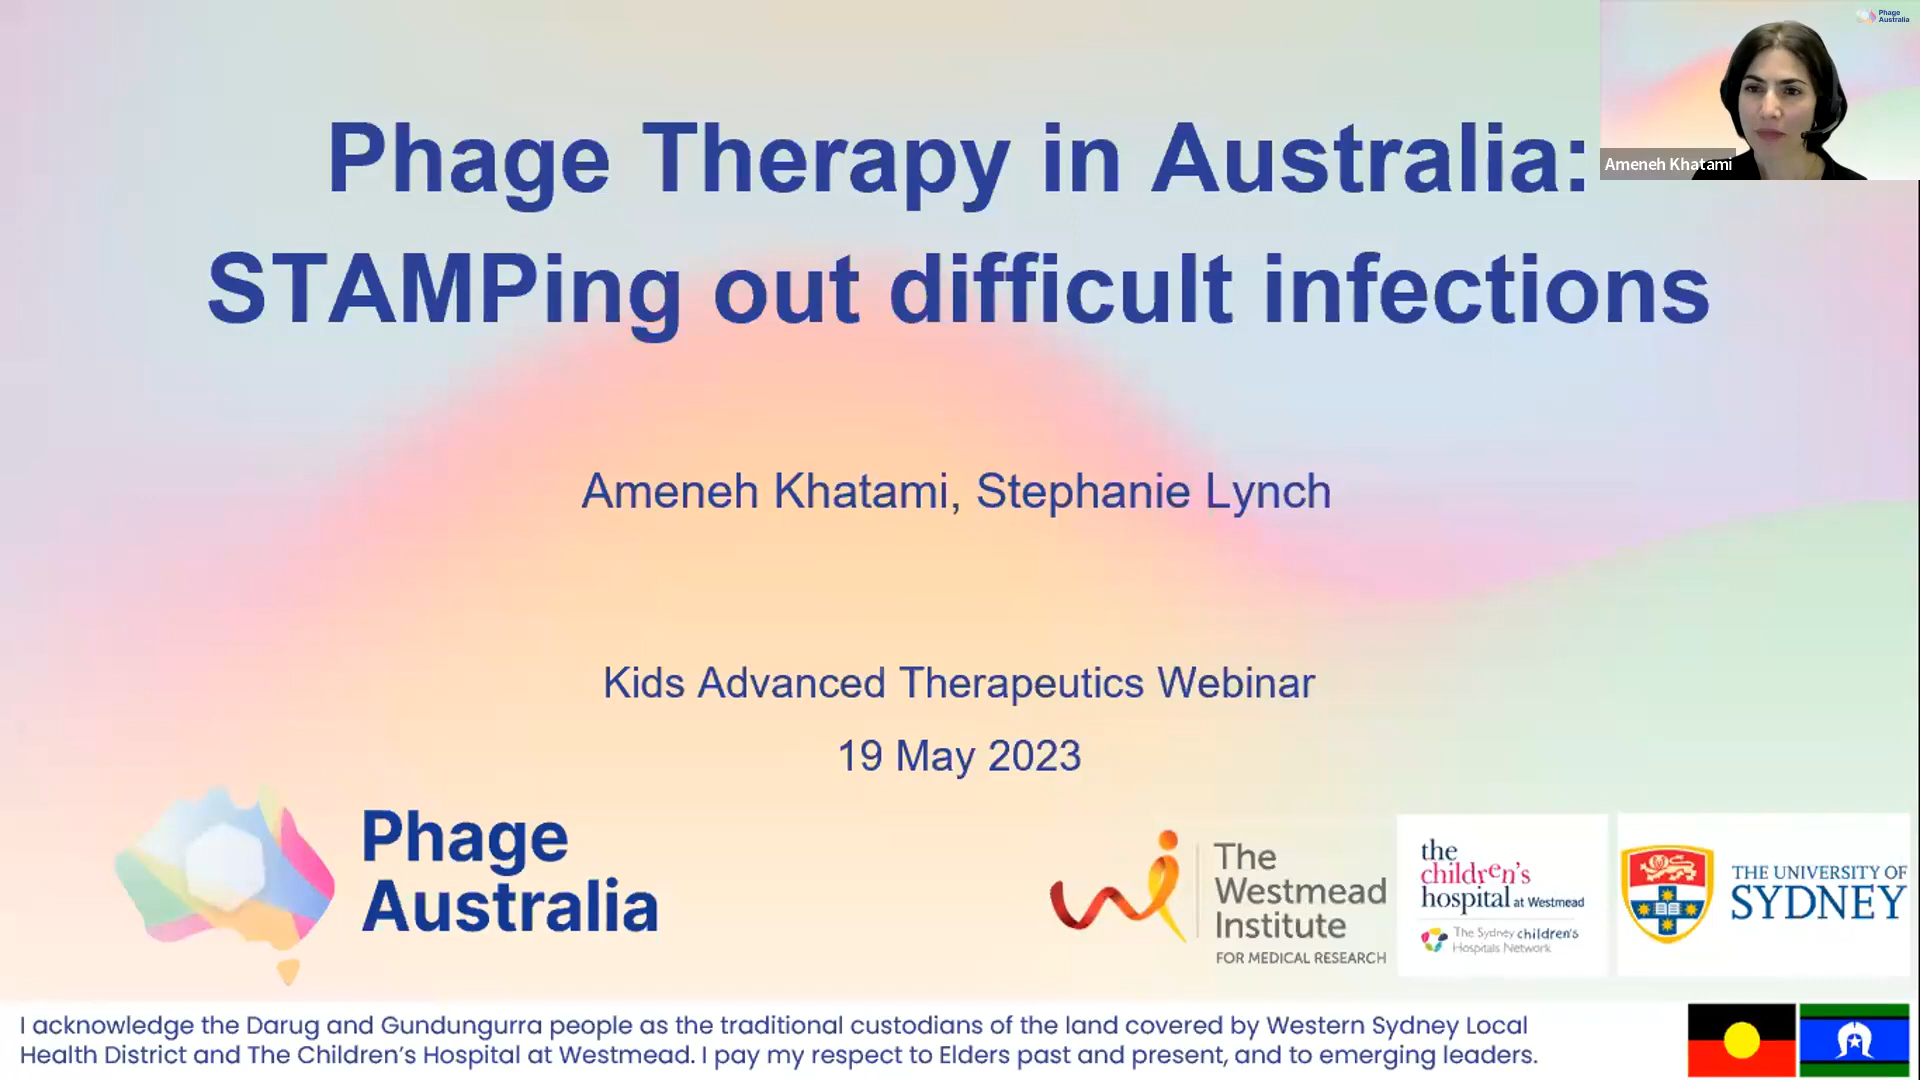 Phage
Australia
Ameneh Khatami
Phage Therapy in Australia:
STAMPing out difficult infections
Ameneh Khatami, Stephanie Lynch
Kids Advanced Therapeutics Webinar
19 May 2023
Phage
Australia
The
Westmead
Institute
FOR MEDICAL RESEARCH
the
children's
hospital at Westmead
The Sydney children's
Hospitals Network
THE UNIVERSITY OF
SYDNEY
I acknowledge the Darug and Gundungurra people as the traditional custodians of the land covered by Western Sydney Local
Health District and The Children's Hospital at Westmead. I pay my respect to Elders past and present, and to emerging leaders.